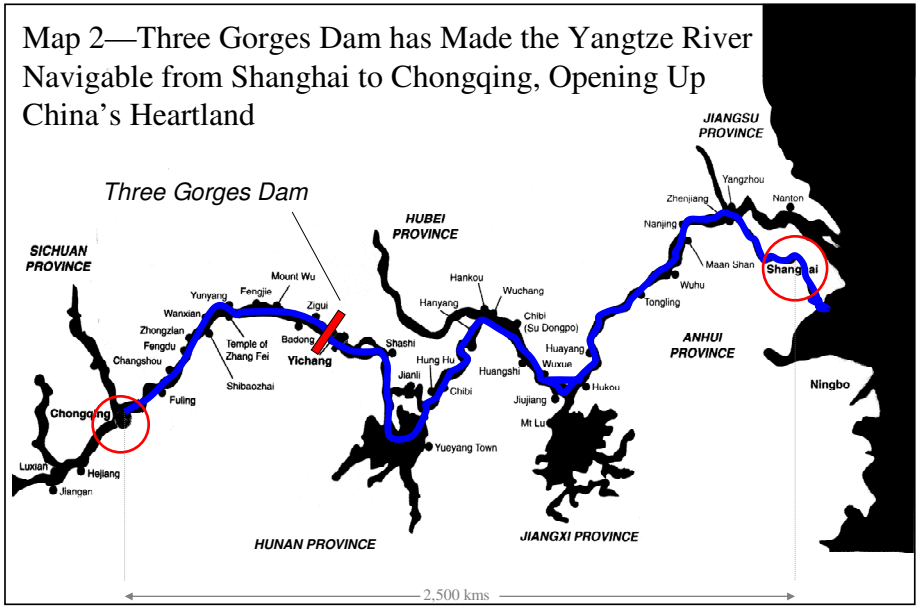 Map 2—Three Gorges Dam has Made the Yangtze River
Navigable from Shanghai to Chongqing, Opening Up
China's Heartland
JIANGSU
PROVINCE
Three Gorges Dam
Yangzhou
Zhenjiang
Nanton
HUBEI
PROVINCE
Nanjing
SICHUAN
PROVINCE
Maan Shan
Shanghai
Mount Wu
Hankou
Fengjie
Wuhu
Yunyang
Wuchang
Tongling
Hanyang
Zigui
Wanxian
Chibi
(Su Dongpo)
Zhongzian
Badong
Temple of
Zhang Fei
Shashi
ANHUI
PROVINCE
Fengdu
Yichang
Hung Hu
Huayang
Changshou
Wuxue
Huangshi
Jianli
Shibaozhai
Chibi
Hukou
Ningbo
Fuling
Jiujiang
Chongqing
Mt Lu
Yueyang Town
Luxian
Hejiang
Jiangan
HUNAN PROVINCE
JIANGXI PROVINCE
2,500 kms